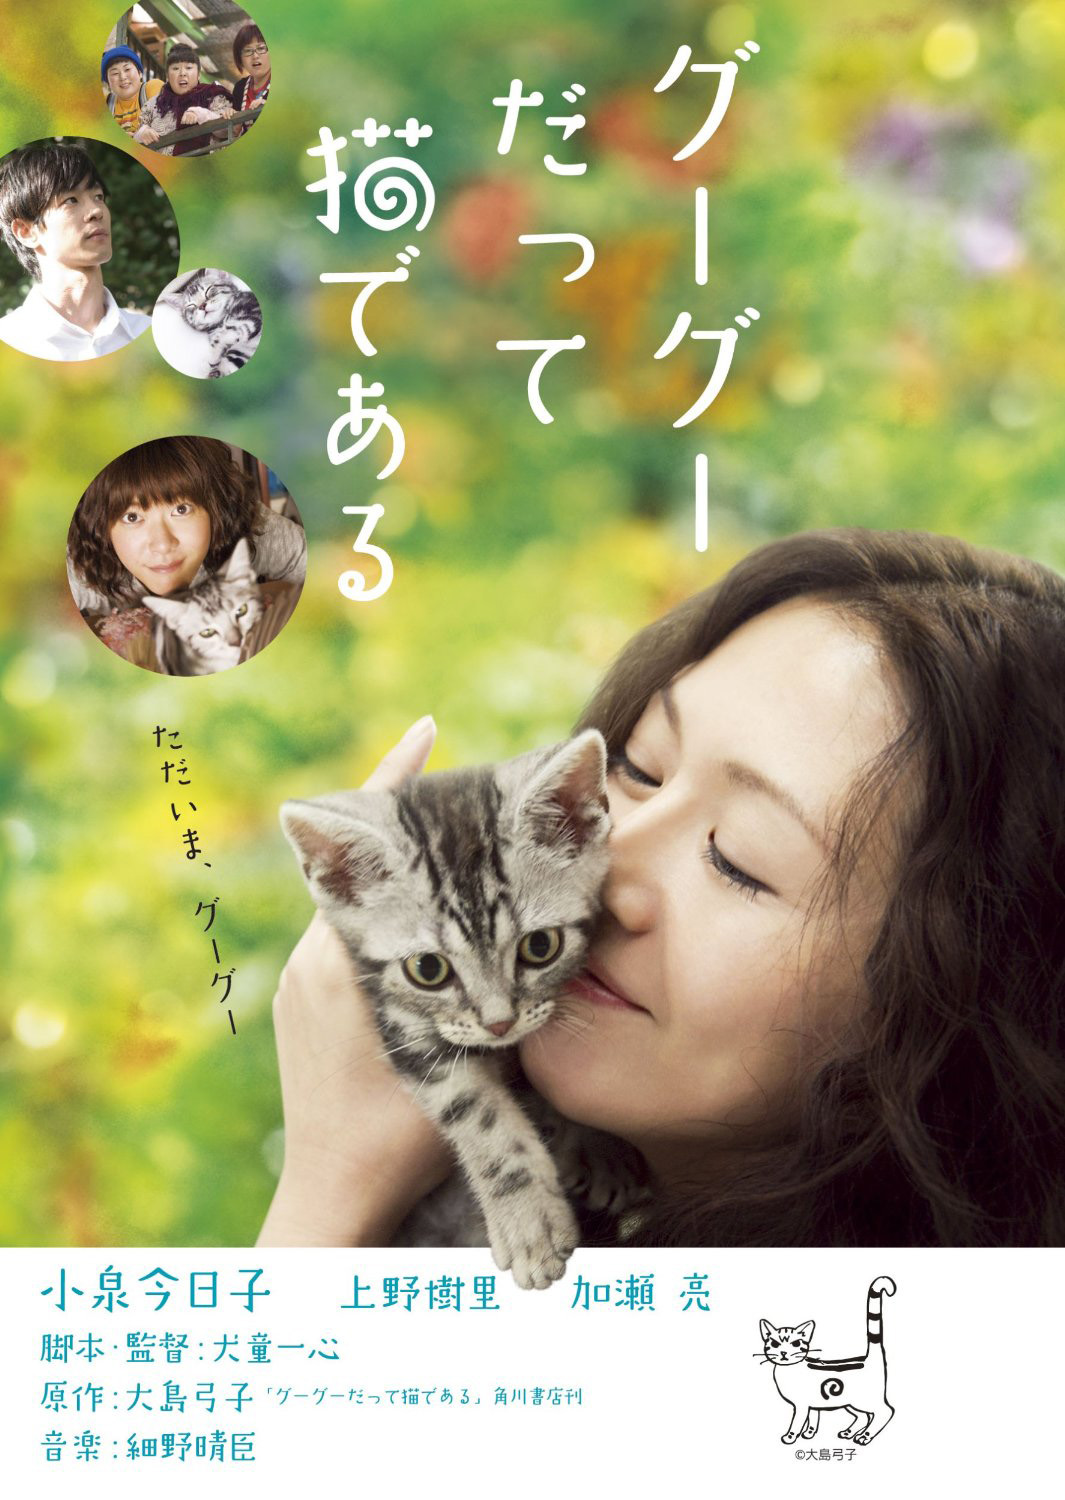 グーグー
だって
猫である
ただいま、
グーグー
小泉今日子 上野樹里 加瀬 亮
脚本・監督:犬童一心
原作:大島弓子「グーグーだって猫である」角川書店刊
音楽:細野晴臣
©大島弓子